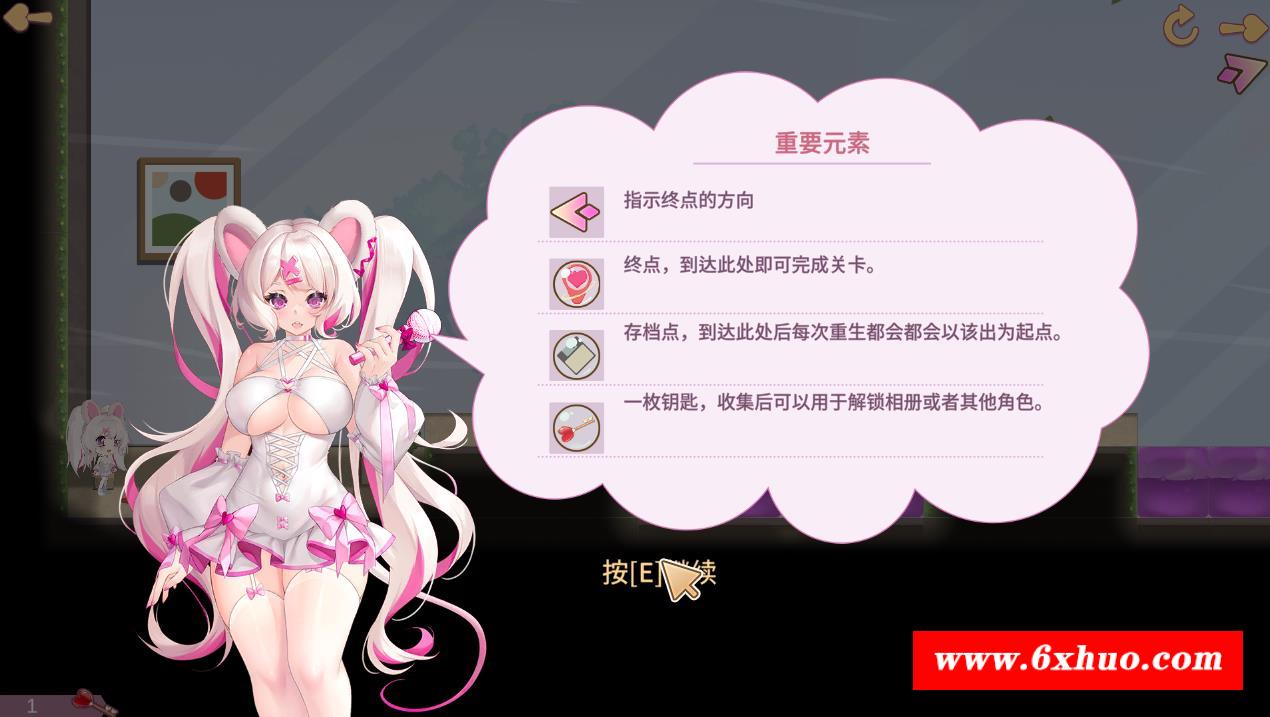 重要元素
指示终点的方向
终点，到达此处即可完成关卡。
存档点，到达此处后每次重生都会都会以该出为起点。
一枚钥匙，收集后可以用于解锁相册或者其他角色。
按[E]续
www.6xhuo.com
1